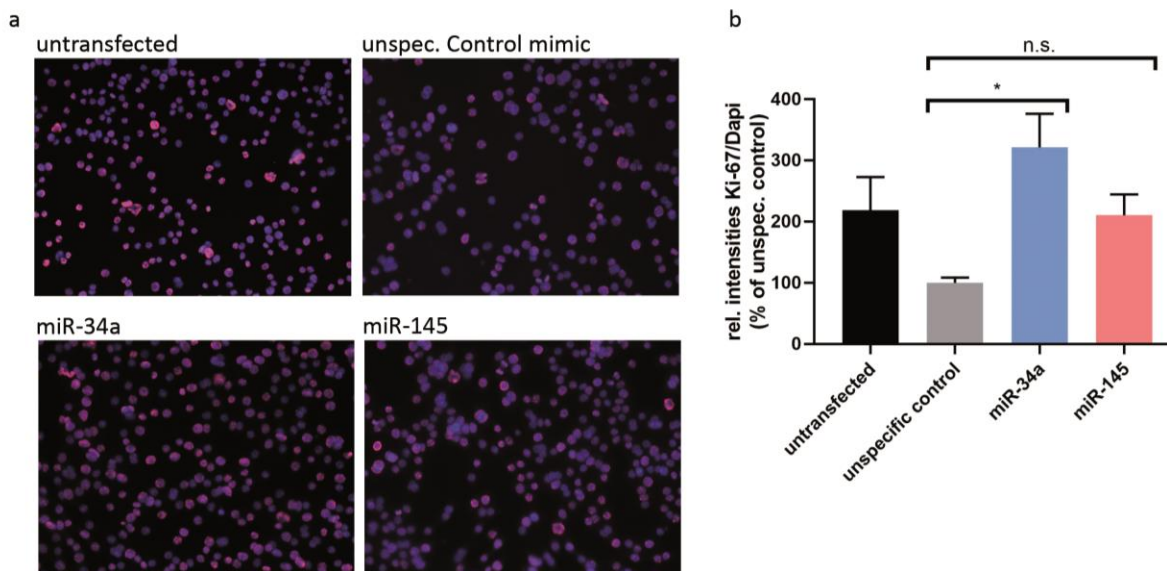 a
untransfected
unspec. Control mimic
miR-34a
miR-145
b
n.s.
*
rel. intensities Ki-67/Dapi
(% of unspec. control)
400
300
200
100
0
untransfected
unspecific control
miR-34a
miR-145